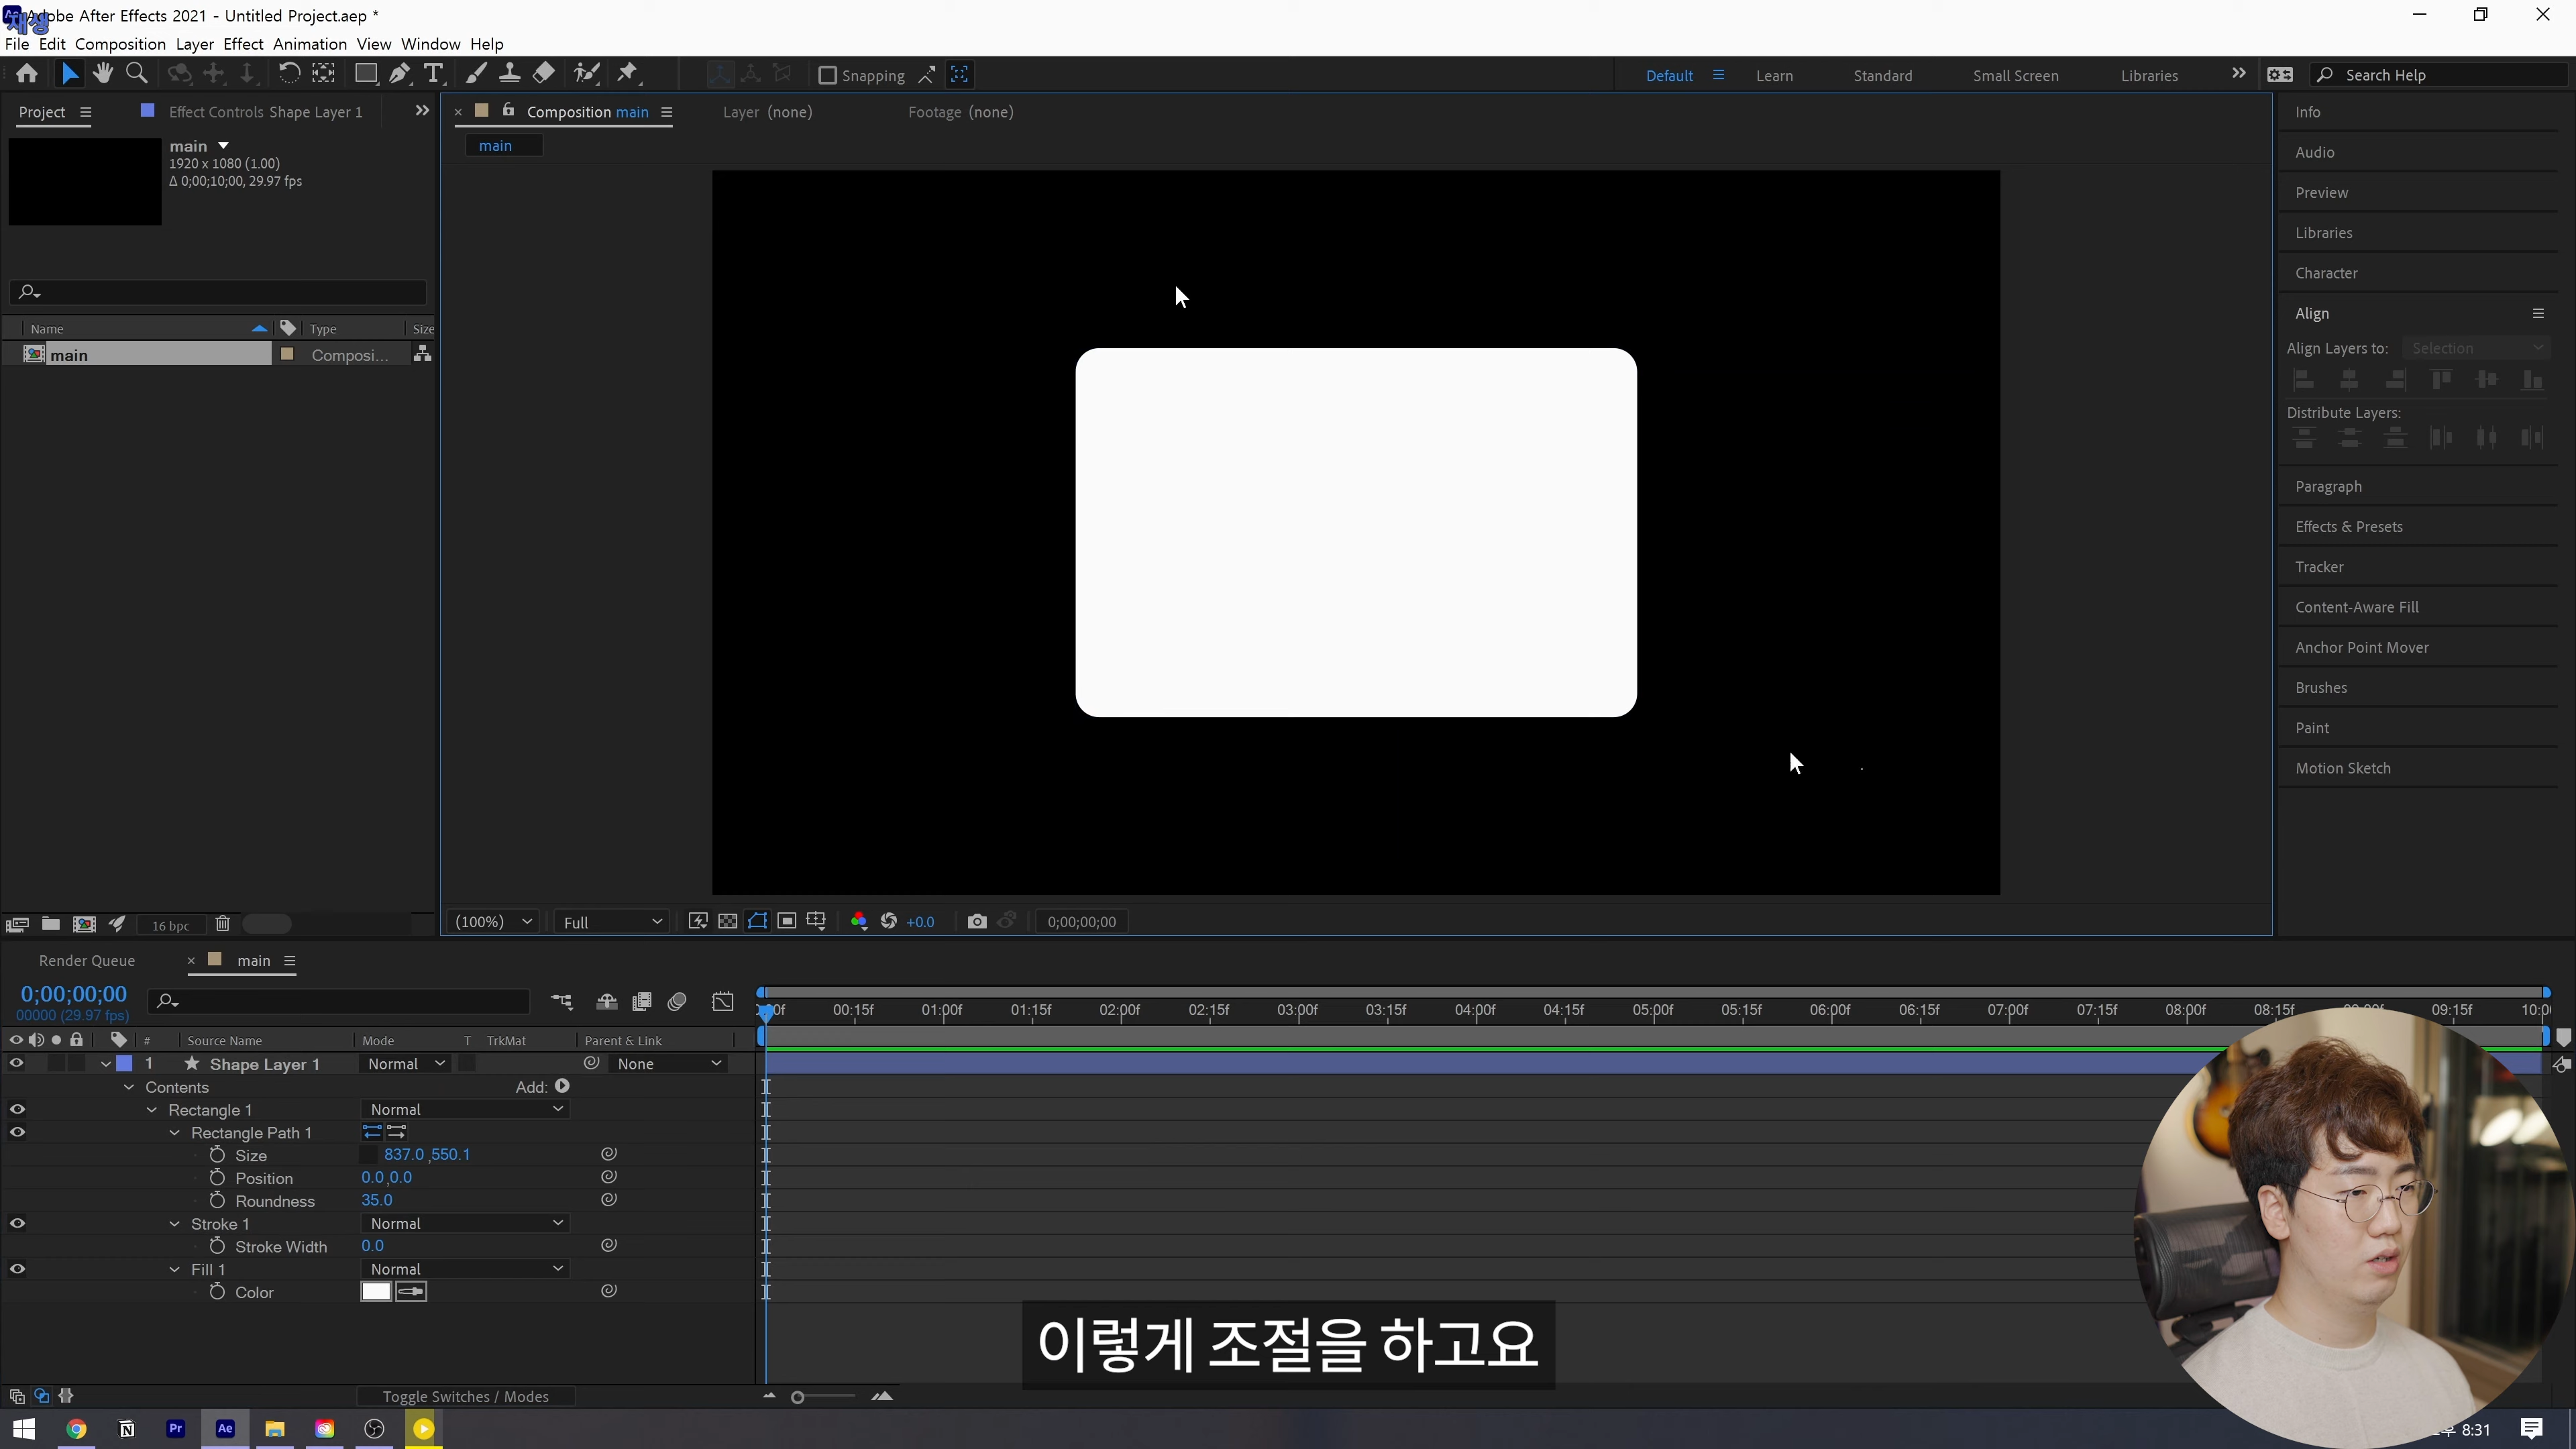 Adobe After Effects 2021 - Untitled Project.aep *
재생
File Edit Composition Layer Effect Animation View Window Help
Snapping
Default
Learn
Standard
Small Screen
Libraries
Search Help
Project
Effect Controls Shape Layer 1
main
1920 x 1080 (1.00)
Δ 0;00;10;00, 29.97 fps
Name Type Size
main Composi...
16 bpc
Composition main
Layer (none)
Footage (none)
main
(100%)
Full
+0.0
0;00;00;00
Info
Audio
Preview
Libraries
Character
Align
Align Layers to: Selection
Distribute Layers:
Paragraph
Effects & Presets
Tracker
Content-Aware Fill
Anchor Point Mover
Brushes
Paint
Motion Sketch
Render Queue
main
0;00;00;00
00000 (29.97 fps)
00:15f 01:00f 01:15f 02:00f 02:15f 03:00f 03:15f 04:00f 04:15f 05:00f 05:15f 06:00f 06:15f 07:00f 07:15f 08:00f 08:15f 09:15f
# Source Name Mode T TrkMat Parent & Link
1 Shape Layer 1 Normal None
Contents Add:
Rectangle 1 Normal
Rectangle Path 1
Size 837.0,550.1
Position 0.0,0.0
Roundness 35.0
Stroke 1 Normal
Stroke Width 0.0
Fill 1 Normal
Color
이렇게 조절을 하고요
Toggle Switches / Modes
Pr
Ae
8:31